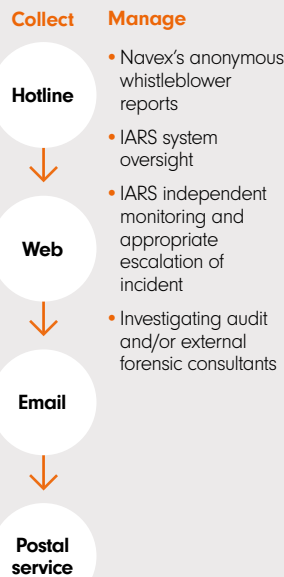 Collect
Hotline
Web
Email
Postal
service
Manage
• Navex's anonymous
whistleblower
reports
• IARS system
oversight
• IARS independent
monitoring and
appropriate
escalation of
incident
• Investigating audit
and/or external
forensic consultants